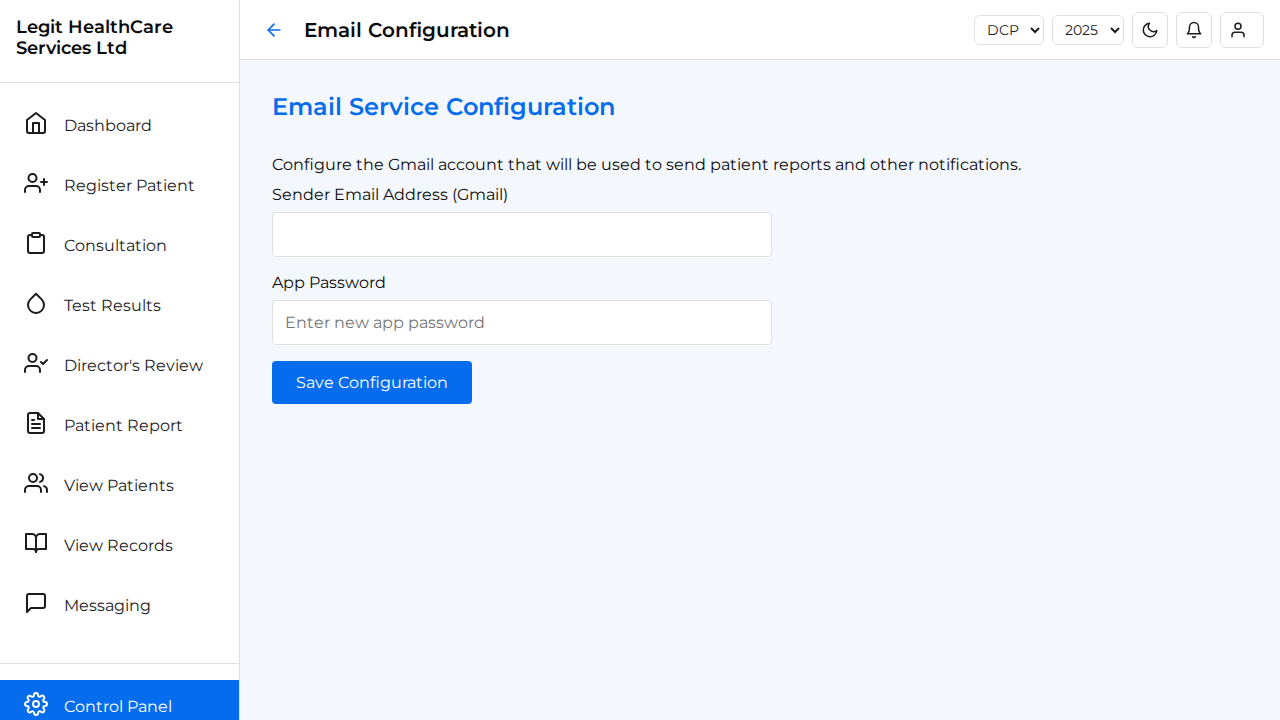 Legit HealthCare
Services Ltd
Email Configuration
DCP
2025
Dashboard
Register Patient
Consultation
Test Results
Director's Review
Patient Report
View Patients
View Records
Messaging
Control Panel
Email Service Configuration
Configure the Gmail account that will be used to send patient reports and other notifications.
Sender Email Address (Gmail)
App Password
Enter new app password
Save Configuration